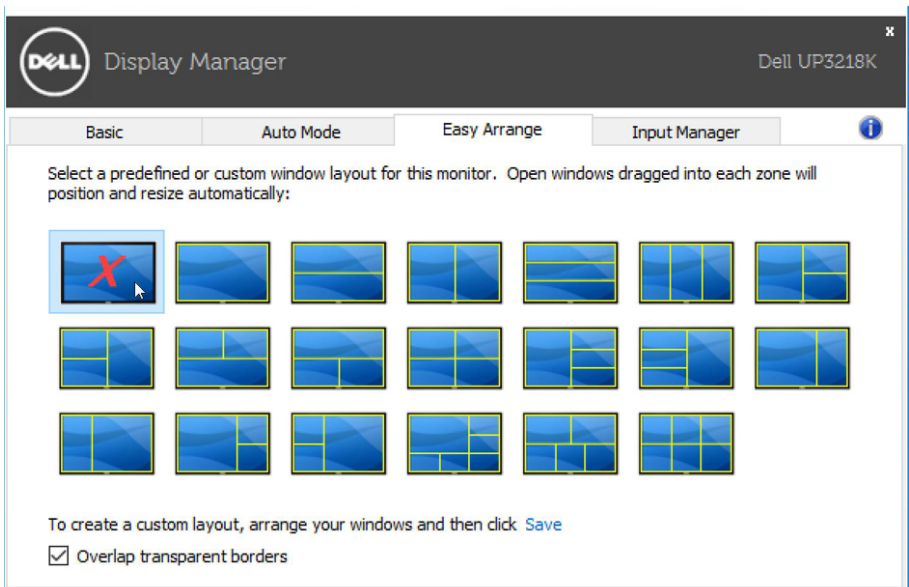 x
DELL Display Manager
Dell UP3218K
Basic Auto Mode Easy Arrange Input Manager i
Select a predefined or custom window layout for this monitor.  Open windows dragged into each zone will
position and resize automatically:
X
To create a custom layout, arrange your windows and then click Save
Overlap transparent borders